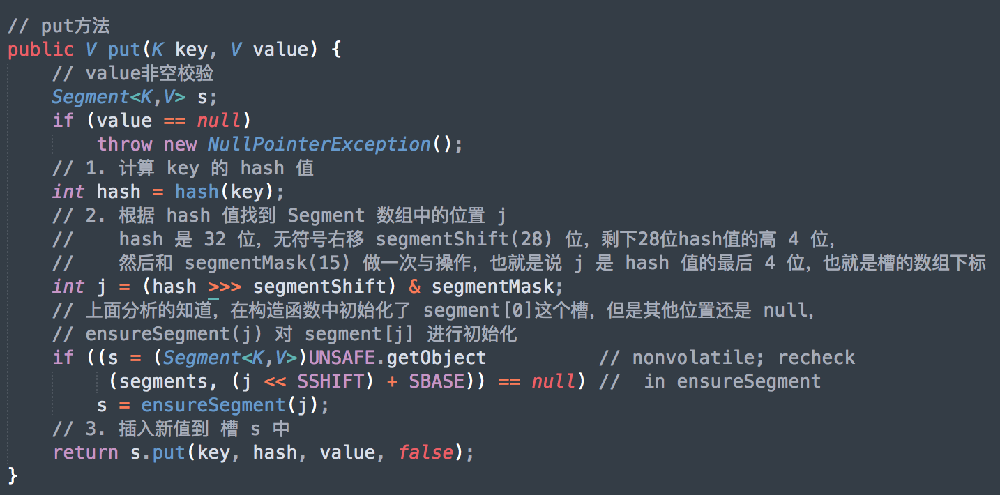 // put方法
public V put(K key, V value) {
    // value非空校验
    Segment<K,V> s;
    if (value == null)
        throw new NullPointerException();
    // 1. 计算 key 的 hash 值
    int hash = hash(key);
    // 2. 根据 hash 值找到 Segment 数组中的位置 j
    //    hash 是 32 位，无符号右移 segmentShift(28) 位，剩下28位hash值的高 4 位，
    //    然后和 segmentMask(15) 做一次与操作，也就是说 j 是 hash 值的最后 4 位，也就是槽的数组下标
    int j = (hash >>> segmentShift) & segmentMask;
    // 上面分析的知道，在构造函数中初始化了 segment[0]这个槽，但是其他位置还是 null，
    // ensureSegment(j) 对 segment[j] 进行初始化
    if ((s = (Segment<K,V>)UNSAFE.getObject          // nonvolatile; recheck
         (segments, (j << SSHIFT) + SBASE)) == null) //  in ensureSegment
        s = ensureSegment(j);
    // 3. 插入新值到 槽 s 中
    return s.put(key, hash, value, false);
}